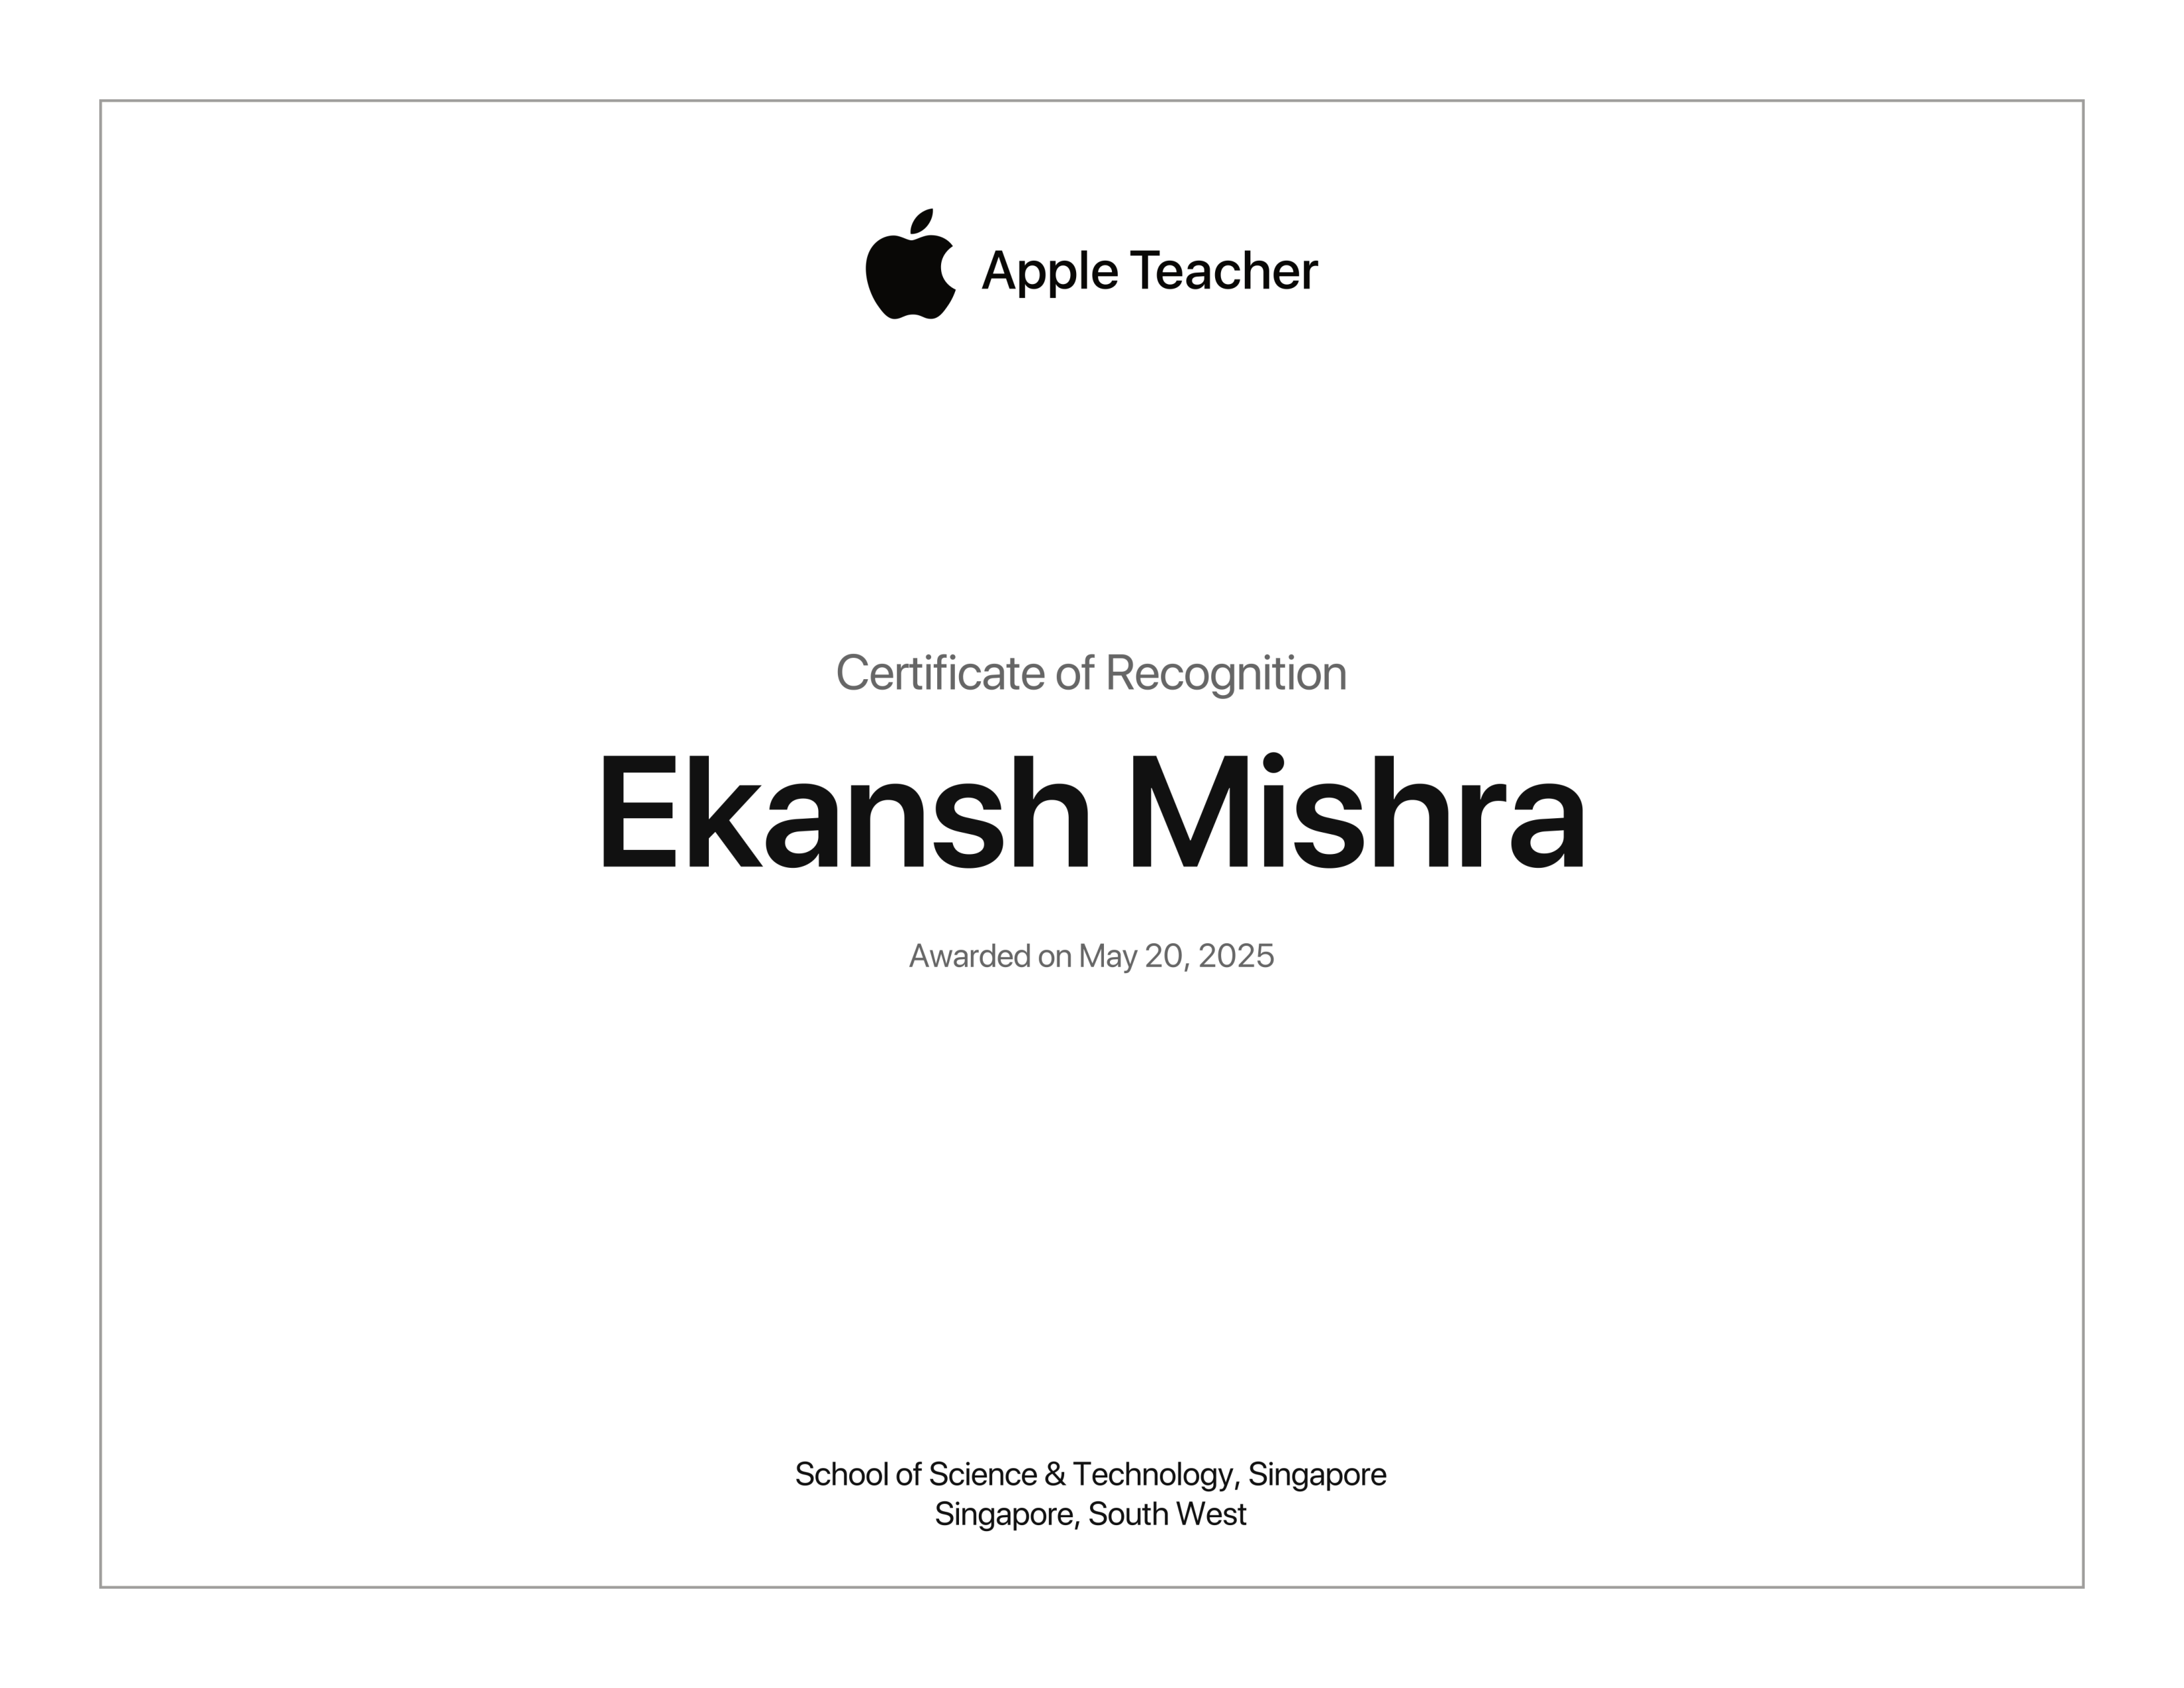 Apple Teacher
Certificate of Recognition
Ekansh Mishra
Awarded on May 20, 2025
School of Science & Technology, Singapore
Singapore, South West